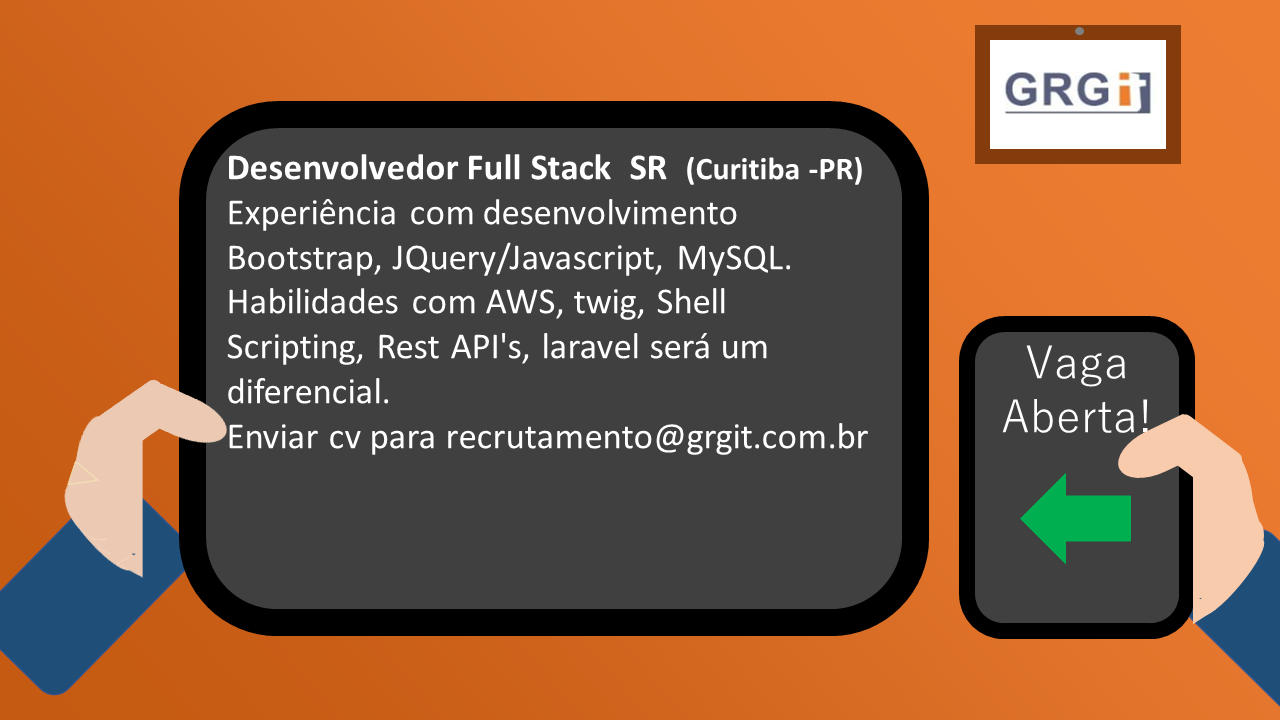 GRGit
Desenvolvedor Full Stack SR (Curitiba -PR)
Experiência com desenvolvimento
Bootstrap, JQuery/Javascript, MySQL.
Habilidades com AWS, twig, Shell
Scripting, Rest API's, laravel será um
diferencial.
Enviar cv para recrutamento@grgit.com.br
Vaga
Aberta!